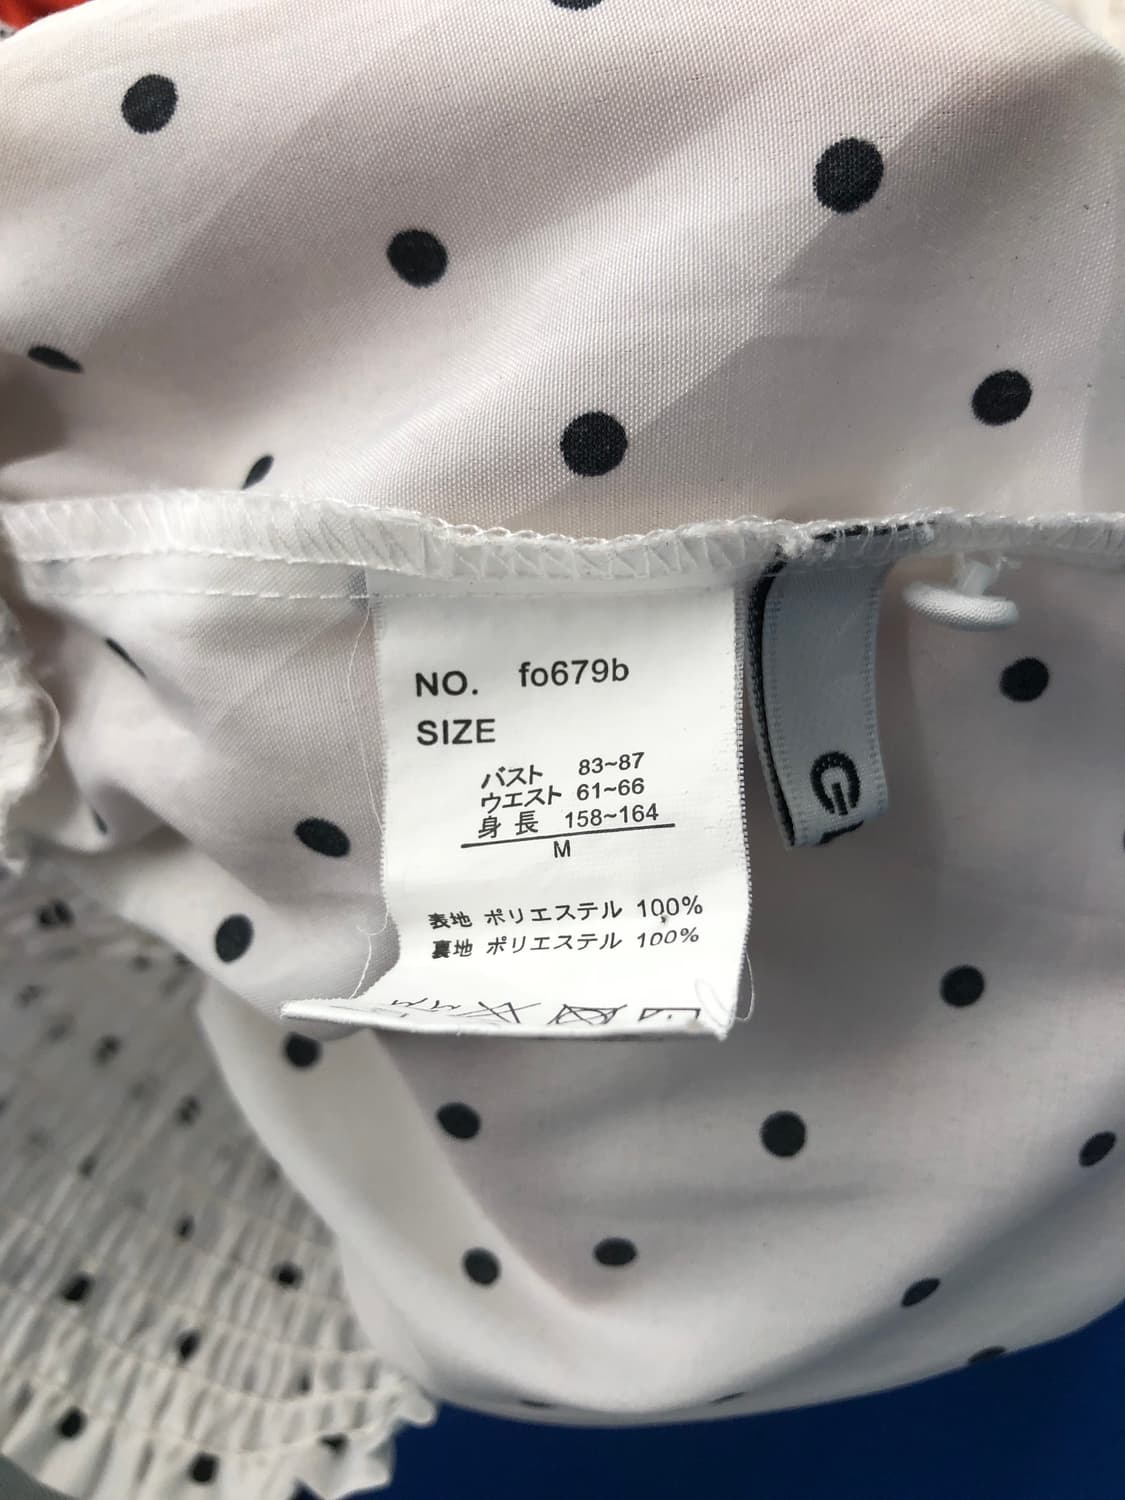 NO. fo679b
SIZE
バスト 83~87
ウエスト 61~66
身長 158~164
M
表地 ポリエステル 100%
裏地 ポリエステル 100%
G